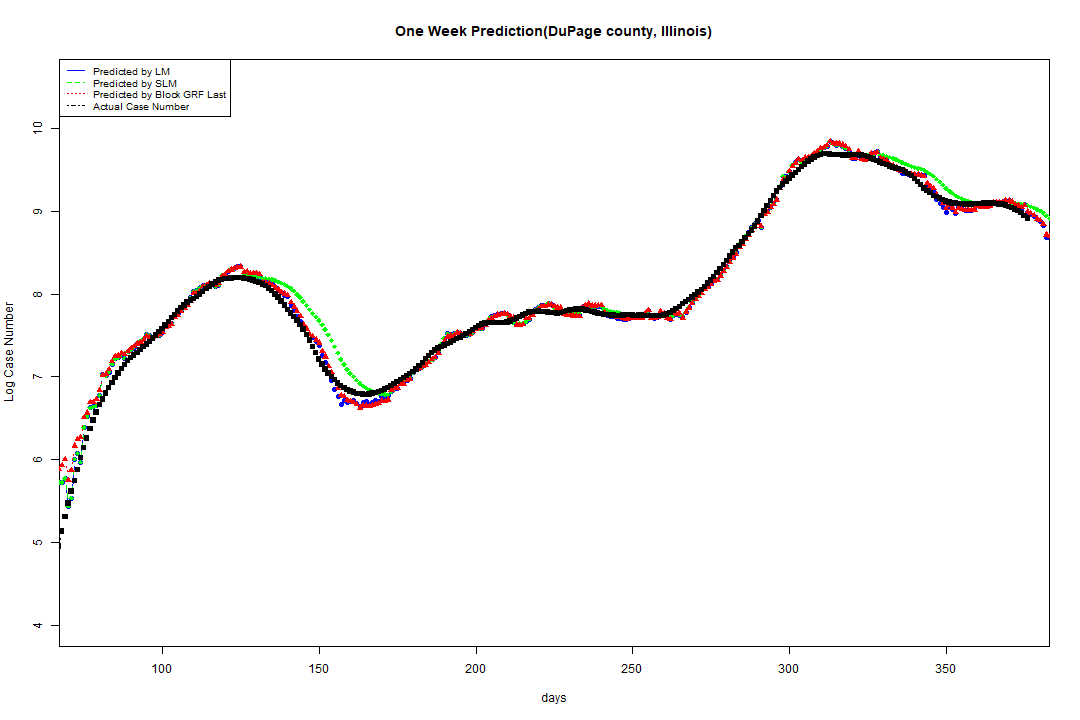 One Week Prediction(DuPage county, Illinois)
Predicted by LM
Predicted by SLM
Predicted by Block GRF Last
Actual Case Number
10
9
8
7
6
5
4
Log Case Number
100 150 200 250 300 350
days